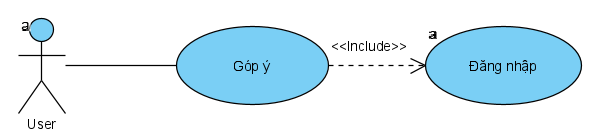 a
a
<<Include>>
Góp ý
Đăng nhập
User